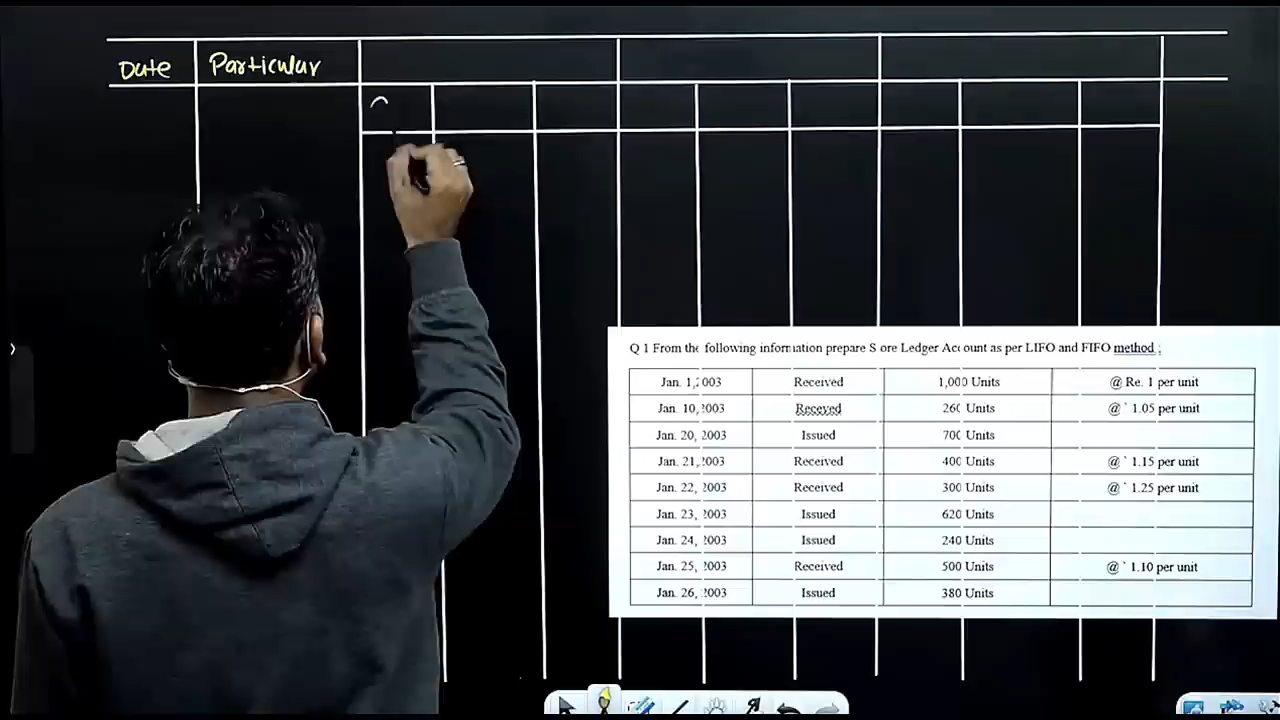 Date Particular
Q 1 From the following information prepare S ore Ledger Account as per LIFO and FIFO method ;
Jan. 1,2003 Received 1,000 Units @ Re. 1 per unit
Jan. 10,2003 Receved 260 Units @ ` 1.05 per unit
Jan. 20, 2003 Issued 700 Units
Jan. 21,2003 Received 400 Units @ ` 1.15 per unit
Jan. 22, 2003 Received 300 Units @ ` 1.25 per unit
Jan. 23, 2003 Issued 620 Units
Jan. 24, 2003 Issued 240 Units
Jan. 25, 2003 Received 500 Units @ ` 1.10 per unit
Jan. 26, 2003 Issued 380 Units